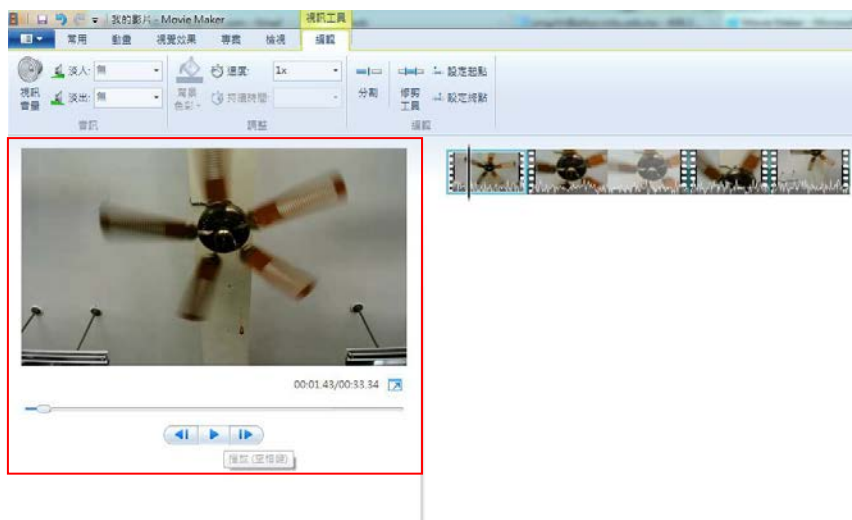 我的影片 - Movie Maker
視訊工具
常用 動畫 視覺效果 專案 檢視 編輯
視訊音量
淡入: 無
淡出: 無
音訊
背景色彩
速度: 1x
持續時間:
調整
分割
修剪工具
設定起點
設定終點
編輯
00:01.43/00:33.34
播放 (空格鍵)